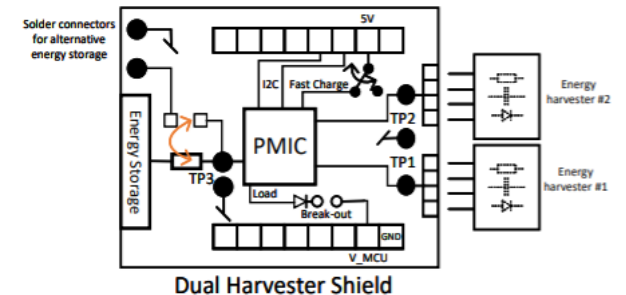 Solder connectors
for alternative
energy storage
5V
I2C
Fast Charge
TP2
Energy
harvester #2
Energy Storage
PMIC
TP1
TP3
Energy
harvester #1
Load
Break-out
GND
V_MCU
Dual Harvester Shield